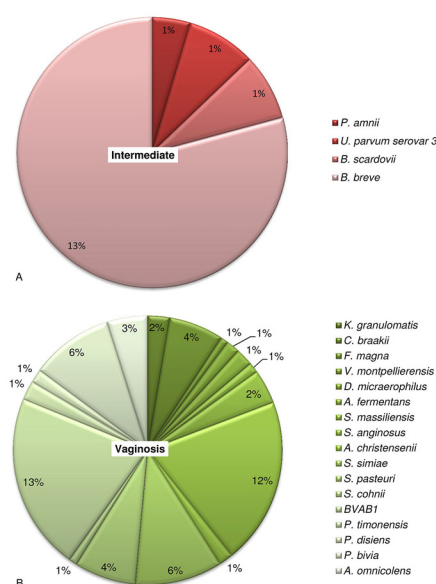 1%
1%
1%
13%
Intermediate
A
P. amnii
U. parvum serovar 3
B. scardovii
B. breve
2%
4%
1%
1%
1%
1%
2%
12%
1%
6%
4%
1%
13%
1%
1%
6%
3%
Vaginosis
B
K. granulomatis
C. braakii
F. magna
V. montpellierensis
D. micraerophilus
A. fermentans
S. massiliensis
S. anginosus
A. christensenii
S. simiae
S. pasteuri
S. cohnii
BVAB1
P. timonensis
P. disiens
P. bivia
A. omnicolens